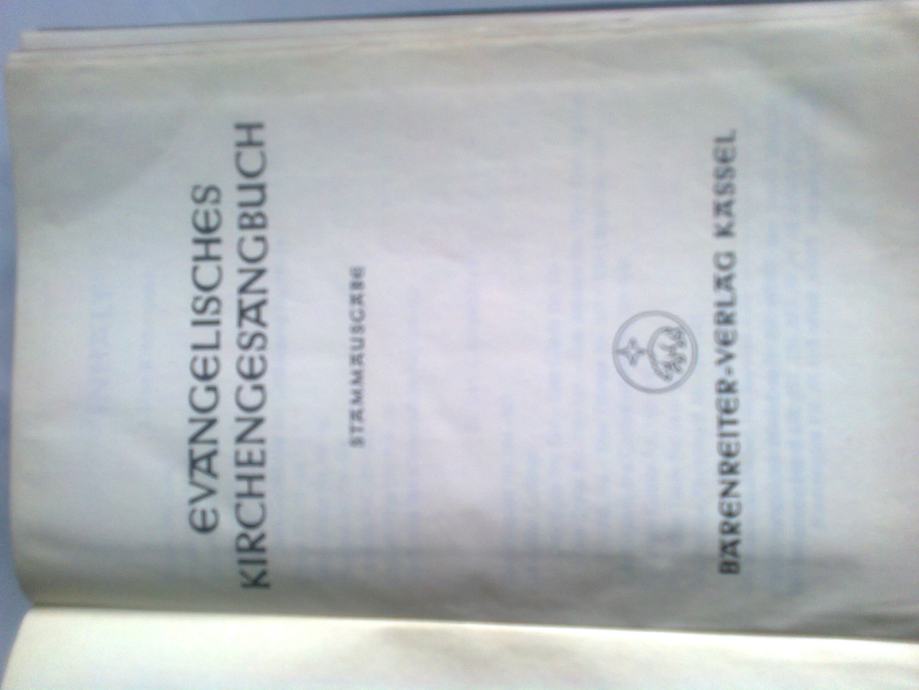 EVANGELISCHES
KIRCHENGESANGBUCH
STAMMAUSGABE
BÄRENREITER-VERLAG KASSEL